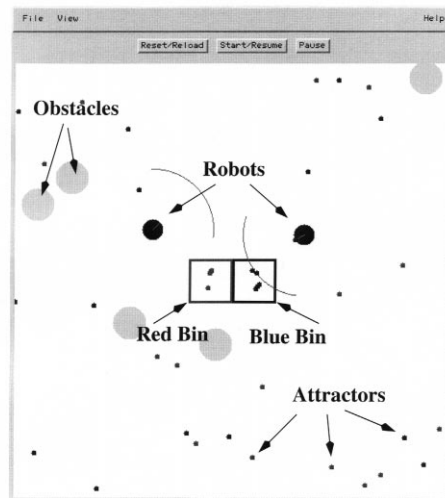 File View Help
Reset/Reload Start/Resume Pause
Obstacles
Robots
Red Bin Blue Bin
Attractors